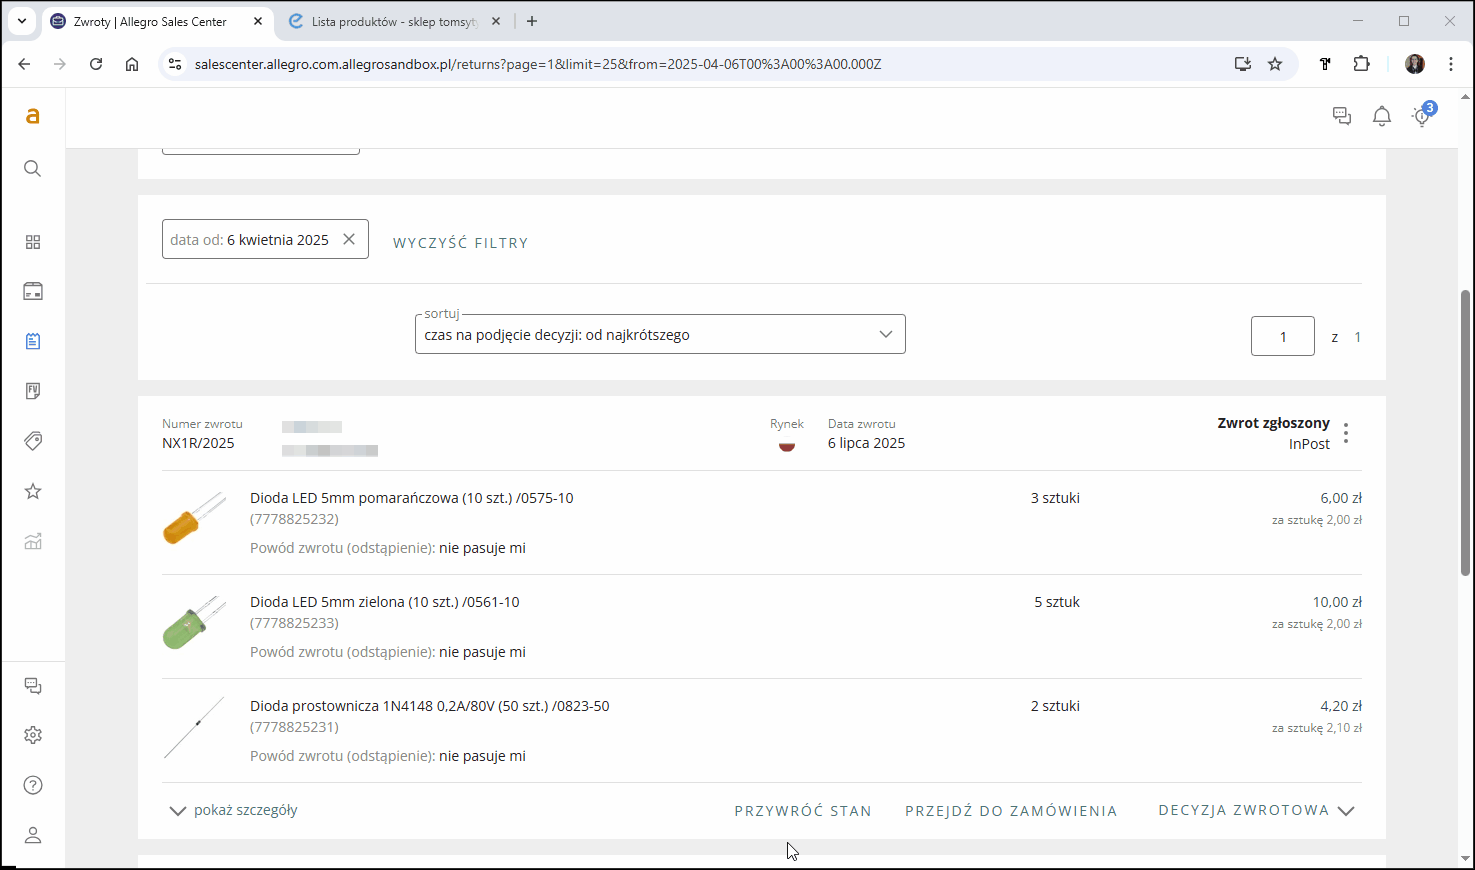 Zwroty | Allegro Sales Center
Lista produktów - sklep tomsyt
salescenter.allegro.com.allegrosandbox.pl/returns?page=1&limit=25&from=2025-04-06T00%3A00%3A00.000Z
a
3
data od: 6 kwietnia 2025
WYCZYŚĆ FILTRY
sortuj
czas na podjęcie decyzji: od najkrótszego
1 z 1
Numer zwrotu
NX1R/2025
Rynek
Data zwrotu
6 lipca 2025
Zwrot zgłoszony
InPost
Dioda LED 5mm pomarańczowa (10 szt.) /0575-10
(7778825232)
Powód zwrotu (odstąpienie): nie pasuje mi
3 sztuki
6,00 zł
za sztukę 2,00 zł
Dioda LED 5mm zielona (10 szt.) /0561-10
(7778825233)
Powód zwrotu (odstąpienie): nie pasuje mi
5 sztuk
10,00 zł
za sztukę 2,00 zł
Dioda prostownicza 1N4148 0,2A/80V (50 szt.) /0823-50
(7778825231)
Powód zwrotu (odstąpienie): nie pasuje mi
2 sztuki
4,20 zł
za sztukę 2,10 zł
pokaż szczegóły
PRZYWRÓĆ STAN
PRZEJDŹ DO ZAMÓWIENIA
DECYZJA ZWROTOWA